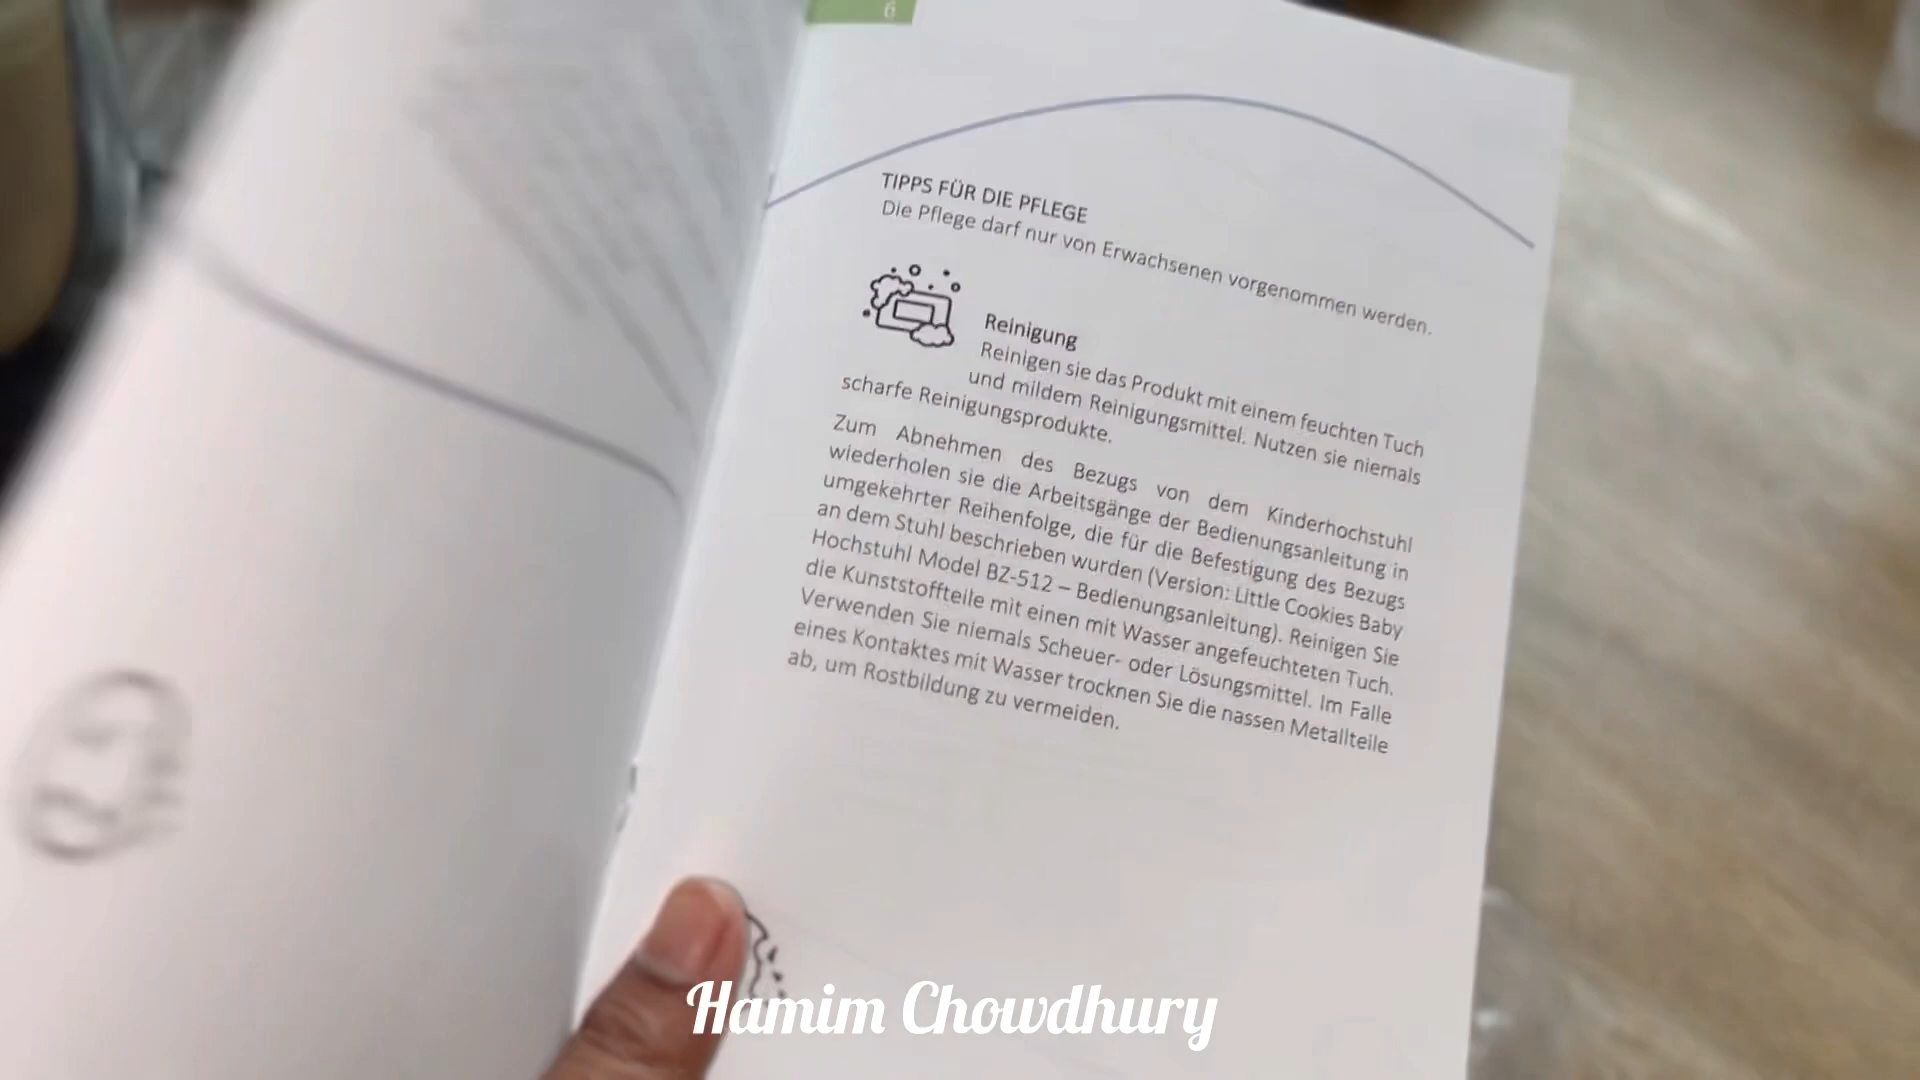 6
TIPPS FÜR DIE PFLEGE
Die Pflege darf nur von Erwachsenen vorgenommen werden.
Reinigung
Reinigen sie das Produkt mit einem feuchten Tuch
und mildem Reinigungsmittel. Nutzen sie niemals
scharfe Reinigungsprodukte.
Zum Abnehmen des Bezugs von dem Kinderhochstuhl
wiederholen sie die Arbeitsgänge der Bedienungsanleitung in
umgekehrter Reihenfolge, die für die Befestigung des Bezugs
an dem Stuhl beschrieben wurden (Version: Little Cookies Baby
Hochstuhl Model BZ-512 – Bedienungsanleitung). Reinigen Sie
die Kunststoffteile mit einen mit Wasser angefeuchteten Tuch.
Verwenden Sie niemals Scheuer- oder Lösungsmittel. Im Falle
eines Kontaktes mit Wasser trocknen Sie die nassen Metallteile
ab, um Rostbildung zu vermeiden.
Hamim Chowdhury